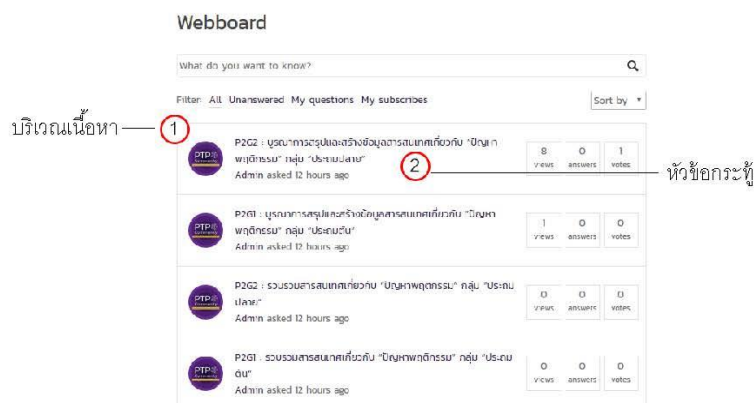 Webboard
What do you want to know?
Filter: All Unanswered My questions My subscribes
Sort by
บริเวณเนื้อหา
1
P2G2 : บูรณาการสรุปและสร้างข้อมูลสารสนเทศเกี่ยวกับ "ปัญหา
พฤติกรรม" กลุ่ม "ประถมปลาย"
Admin asked 12 hours ago
PTP
8 0 1
views answers votes
2
หัวข้อกระทู้
P2G1 : บูรณาการสรุปและสร้างข้อมูลสารสนเทศเกี่ยวกับ "ปัญหา
พฤติกรรม" กลุ่ม "ประถมต้น"
Admin asked 12 hours ago
PTP
1 0 0
views answers votes
P2G2 : รวบรวมสารสนเทศเกี่ยวกับ "ปัญหาพฤติกรรม" กลุ่ม "ประถม
ปลาย"
Admin asked 12 hours ago
PTP
0 0 0
views answers votes
P2G1 : รวบรวมสารสนเทศเกี่ยวกับ "ปัญหาพฤติกรรม" กลุ่ม "ประถม
ต้น"
Admin asked 12 hours ago
PTP
0 0 0
views answers votes